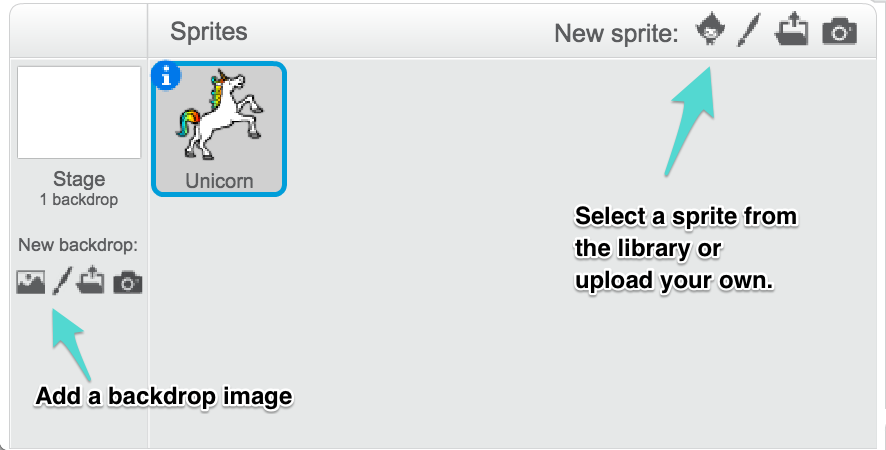 Sprites
New sprite:
i
Unicorn
Stage
1 backdrop
New backdrop:
Select a sprite from
the library or
upload your own.
Add a backdrop image